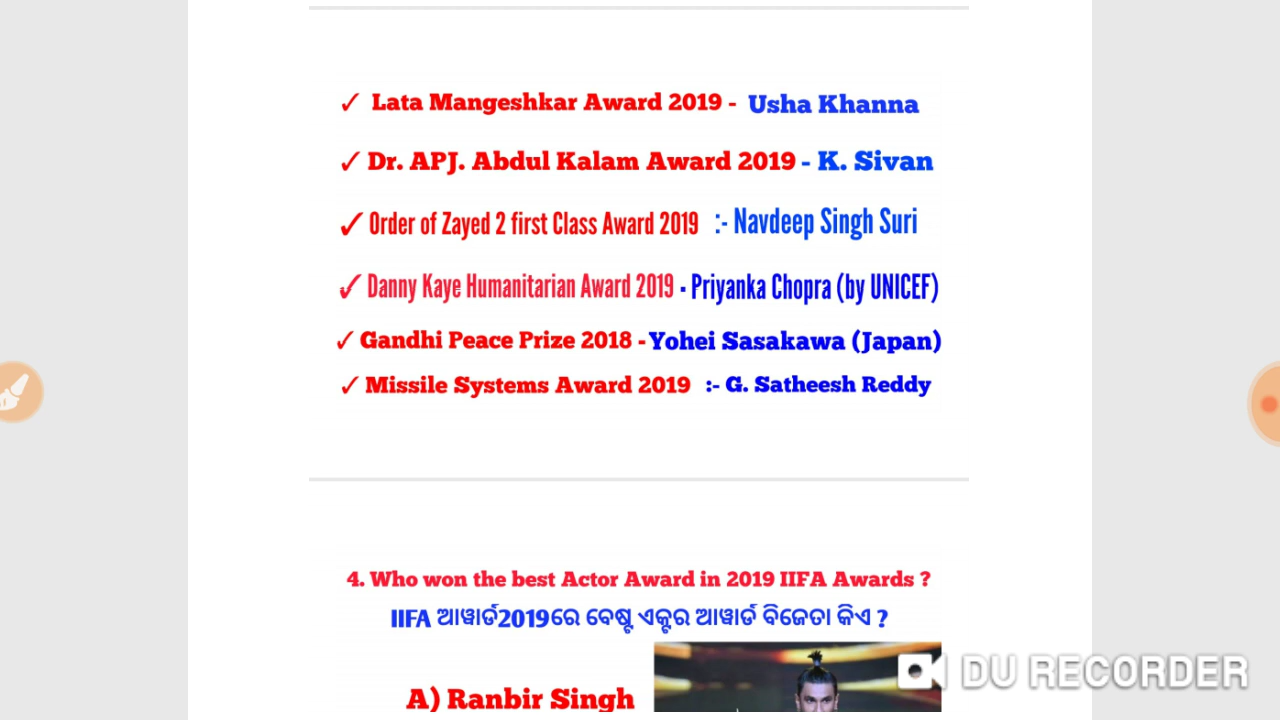 ✓ Lata Mangeshkar Award 2019 - Usha Khanna
✓ Dr. APJ. Abdul Kalam Award 2019 - K. Sivan
✓ Order of Zayed 2 first Class Award 2019 :- Navdeep Singh Suri
✓ Danny Kaye Humanitarian Award 2019 - Priyanka Chopra (by UNICEF)
✓ Gandhi Peace Prize 2018 - Yohei Sasakawa (Japan)
✓ Missile Systems Award 2019 :- G. Satheesh Reddy
4. Who won the best Actor Award in 2019 IIFA Awards ?
IIFA ଆୱାର୍ଡ2019ରେ ବେଷ୍ଟ ଏକ୍ଟର ଆୱାର୍ଡ ବିଜେତା କିଏ ?
A) Ranbir Singh
DU RECORDER